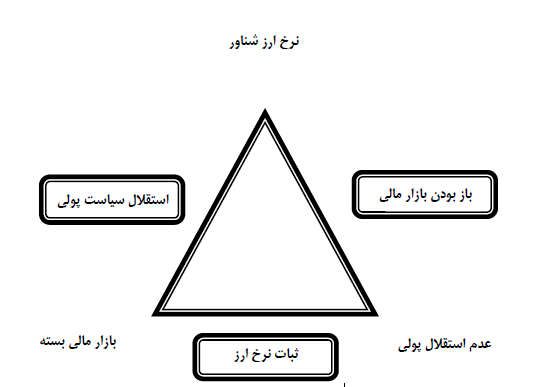 نرخ ارز شناور
باز بودن بازار مالی
استقلال سیاست پولی
عدم استقلال پولی
بازار مالی بسته
ثبات نرخ ارز